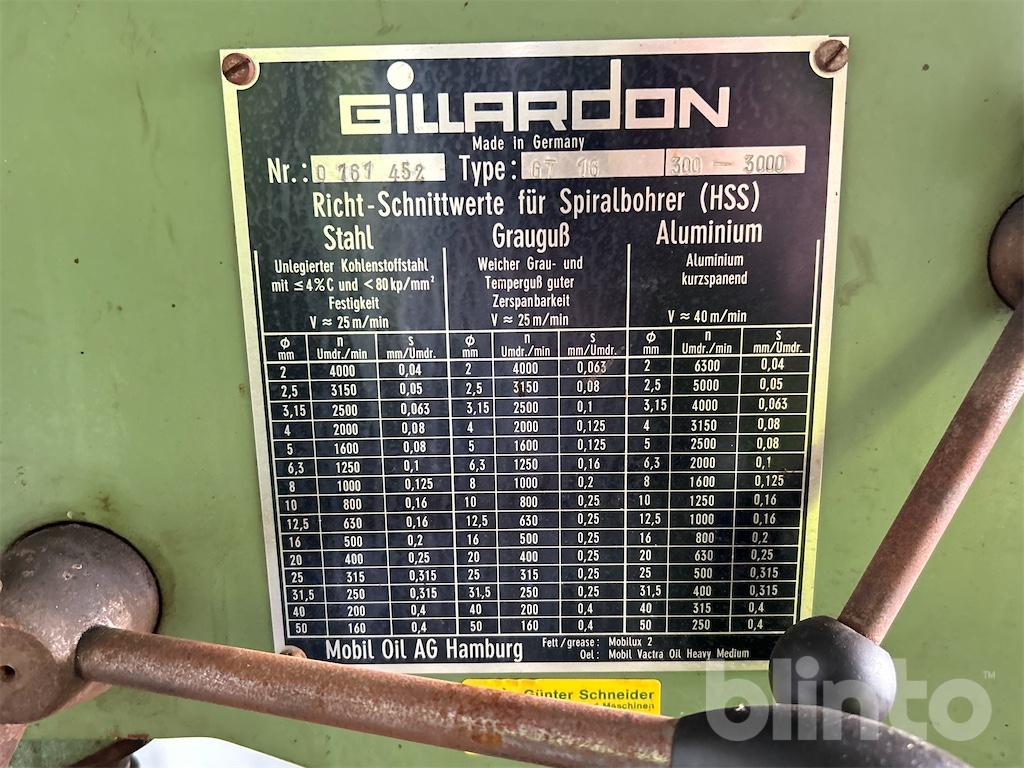 GILLARDON
Made in Germany
Nr.: 0 161 452 Type: GT 16 300 — 3000
Richt-Schnittwerte für Spiralbohrer (HSS)
Stahl Grauguß Aluminium
Unlegierter Kohlenstoffstahl Weicher Grau- und Aluminium
mit ≤4%C und <80kp/mm² Temperguß guter kurzspanend
Festigkeit Zerspanbarkeit
V ≈ 25m/min V ≈ 25m/min V ≈ 40m/min
ϕ n s ϕ n s ϕ n s
mm Umdr./min mm/Umdr. mm Umdr./min mm/Umdr. mm Umdr./min mm/Umdr.
2 4000 0,04 2 4000 0,063 2 6300 0,04
2,5 3150 0,05 2,5 3150 0,08 2,5 5000 0,05
3,15 2500 0,063 3,15 2500 0,1 3,15 4000 0,063
4 2000 0,08 4 2000 0,125 4 3150 0,08
5 1600 0,08 5 1600 0,125 5 2500 0,08
6,3 1250 0,1 6,3 1250 0,16 6,3 2000 0,1
8 1000 0,125 8 1000 0,2 8 1600 0,125
10 800 0,16 10 800 0,25 10 1250 0,16
12,5 630 0,16 12,5 630 0,25 12,5 1000 0,16
16 500 0,2 16 500 0,25 16 800 0,2
20 400 0,25 20 400 0,25 20 630 0,25
25 315 0,315 25 315 0,25 25 500 0,315
31,5 250 0,315 31,5 250 0,25 31,5 400 0,315
40 200 0,4 40 200 0,4 40 315 0,4
50 160 0,4 50 160 0,4 50 250 0,4
Mobil Oil AG Hamburg Fett/grease: Mobilux 2
Oel: Mobil Vactra Oil Heavy Medium
Günter Schneider
Maschinen
blinto™